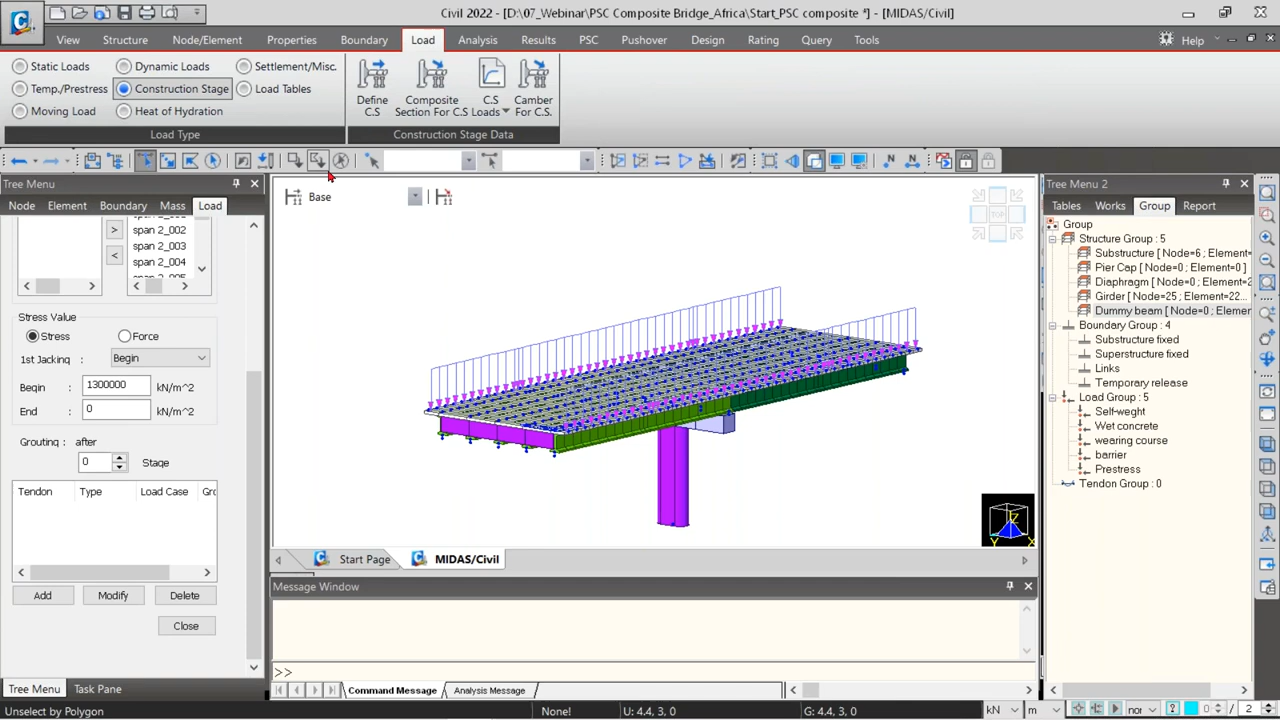 Civil 2022 - [D:\07_Webinar\PSC Composite Bridge_Africa\Start_PSC composite *] - [MIDAS/Civil]
View Structure Node/Element Properties Boundary Load Analysis Results PSC Pushover Design Rating Query Tools Help
Static Loads Dynamic Loads Settlement/Misc.
Temp./Prestress Construction Stage Load Tables
Moving Load Heat of Hydration
Define C.S
Composite Section For C.S
C.S Loads
Camber For C.S.
Load Type Construction Stage Data
Tree Menu
Node Element Boundary Mass Load
span 2_002
span 2_003
span 2_004
>
<
Stress Value
Stress Force
1st Jacking : Begin
Begin : 1300000 kN/m^2
End : 0 kN/m^2
Grouting : after
0 Stage
Tendon Type Load Case Gro
Add Modify Delete
Close
Tree Menu Task Pane
Base
TOP
Z
Start Page MIDAS/Civil
Message Window
>>
Command Message Analysis Message
Tree Menu 2
Tables Works Group Report
Group
Structure Group : 5
Substructure [ Node=6 ; Element=
Pier Cap [ Node=0 ; Element=0 ]
Diaphragm [ Node=0 ; Element=
Girder [ Node=25 ; Element=22...
Dummy beam [ Node=0 ; Elemer
Boundary Group : 4
Substructure fixed
Superstructure fixed
Links
Temporary release
Load Group : 5
Self-weght
Wet concrete
wearing course
barrier
Prestress
Tendon Group : 0
Unselect by Polygon None! U: 4.4, 3, 0 G: 4.4, 3, 0 kN m nor 0 / 2